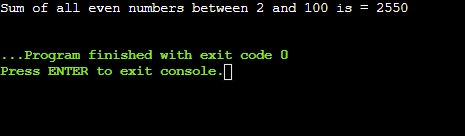 Sum of all even numbers between 2 and 100 is = 2550
...Program finished with exit code 0
Press ENTER to exit console.